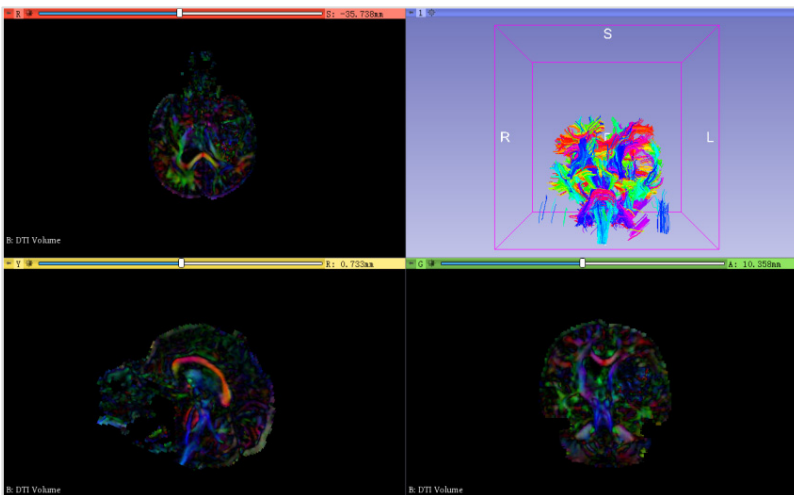 R S: -35.738mm
1
S
R
L
B: DTI Volume
Y R: 0.733mm
G A: 10.358mm
B: DTI Volume
B: DTI Volume